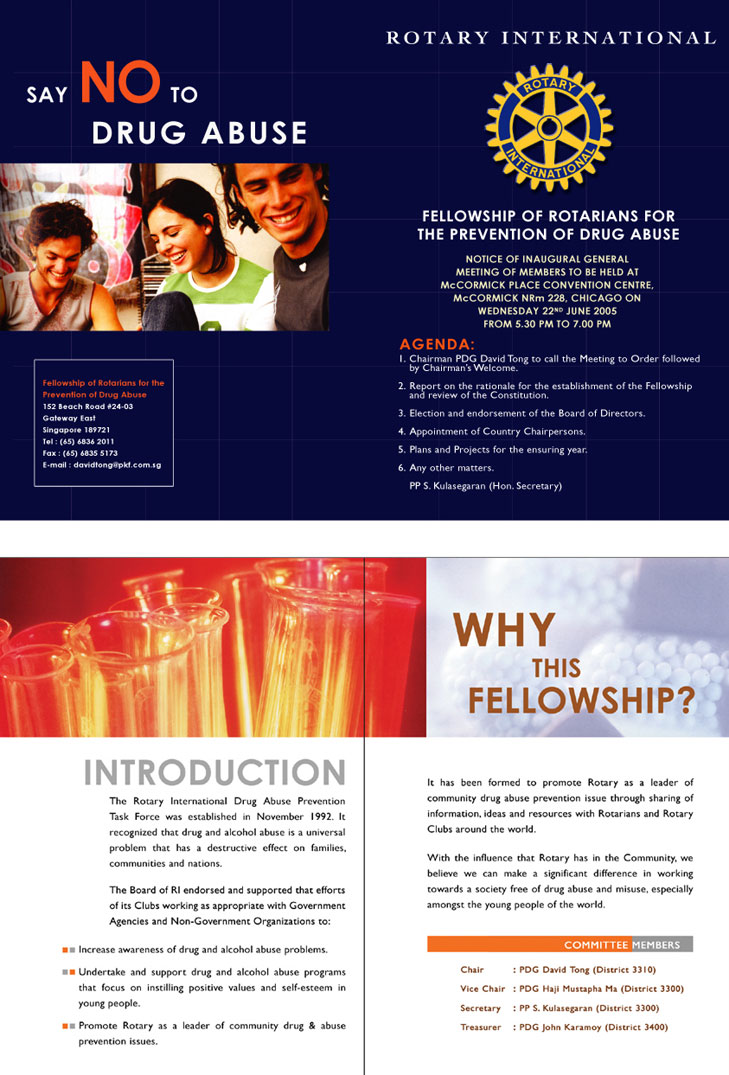 SAY NO TO
DRUG ABUSE
Fellowship of Rotarians for the
Prevention of Drug Abuse
152 Beach Road #24-03
Gateway East
Singapore 189721
Tel : (65) 6836 2011
Fax : (65) 6835 5173
E-mail : davidtong@pkf.com.sg
ROTARY INTERNATIONAL
ROTARY
INTERNATIONAL
FELLOWSHIP OF ROTARIANS FOR
THE PREVENTION OF DRUG ABUSE
NOTICE OF INAUGURAL GENERAL
MEETING OF MEMBERS TO BE HELD AT
McCORMICK PLACE CONVENTION CENTRE,
McCORMICK NRm 228, CHICAGO ON
WEDNESDAY 22ND JUNE 2005
FROM 5.30 PM TO 7.00 PM
AGENDA:
1. Chairman PDG David Tong to call the Meeting to Order followed
by Chairman's Welcome.
2. Report on the rationale for the establishment of the Fellowship
and review of the Constitution.
3. Election and endorsement of the Board of Directors.
4. Appointment of Country Chairpersons.
5. Plans and Projects for the ensuring year.
6. Any other matters.
PP S. Kulasegaran (Hon. Secretary)
INTRODUCTION
The Rotary International Drug Abuse Prevention
Task Force was established in November 1992. It
recognized that drug and alcohol abuse is a universal
problem that has a destructive effect on families,
communities and nations.
The Board of RI endorsed and supported that efforts
of its Clubs working as appropriate with Government
Agencies and Non-Government Organizations to:
Increase awareness of drug and alcohol abuse problems.
Undertake and support drug and alcohol abuse programs
that focus on instilling positive values and self-esteem in
young people.
Promote Rotary as a leader of community drug & abuse
prevention issues.
WHY
THIS
FELLOWSHIP?
It has been formed to promote Rotary as a leader of
community drug abuse prevention issue through sharing of
information, ideas and resources with Rotarians and Rotary
Clubs around the world.
With the influence that Rotary has in the Community, we
believe we can make a significant difference in working
towards a society free of drug abuse and misuse, especially
amongst the young people of the world.
COMMITTEE MEMBERS
Chair : PDG David Tong (District 3310)
Vice Chair : PDG Haji Mustapha Ma (District 3300)
Secretary : PP S. Kulasegaran (District 3300)
Treasurer : PDG John Karamoy (District 3400)